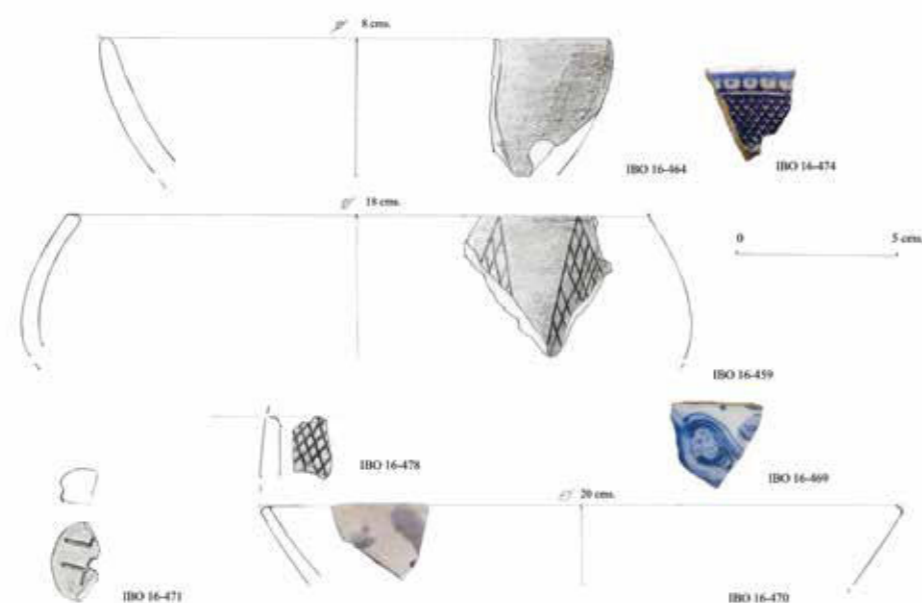 8 cms.
IBO 16-464
IBO 16-474
18 cms.
0 5 cms.
IBO 16-459
IBO 16-478
IBO 16-469
20 cms.
IBO 16-471
IBO 16-470